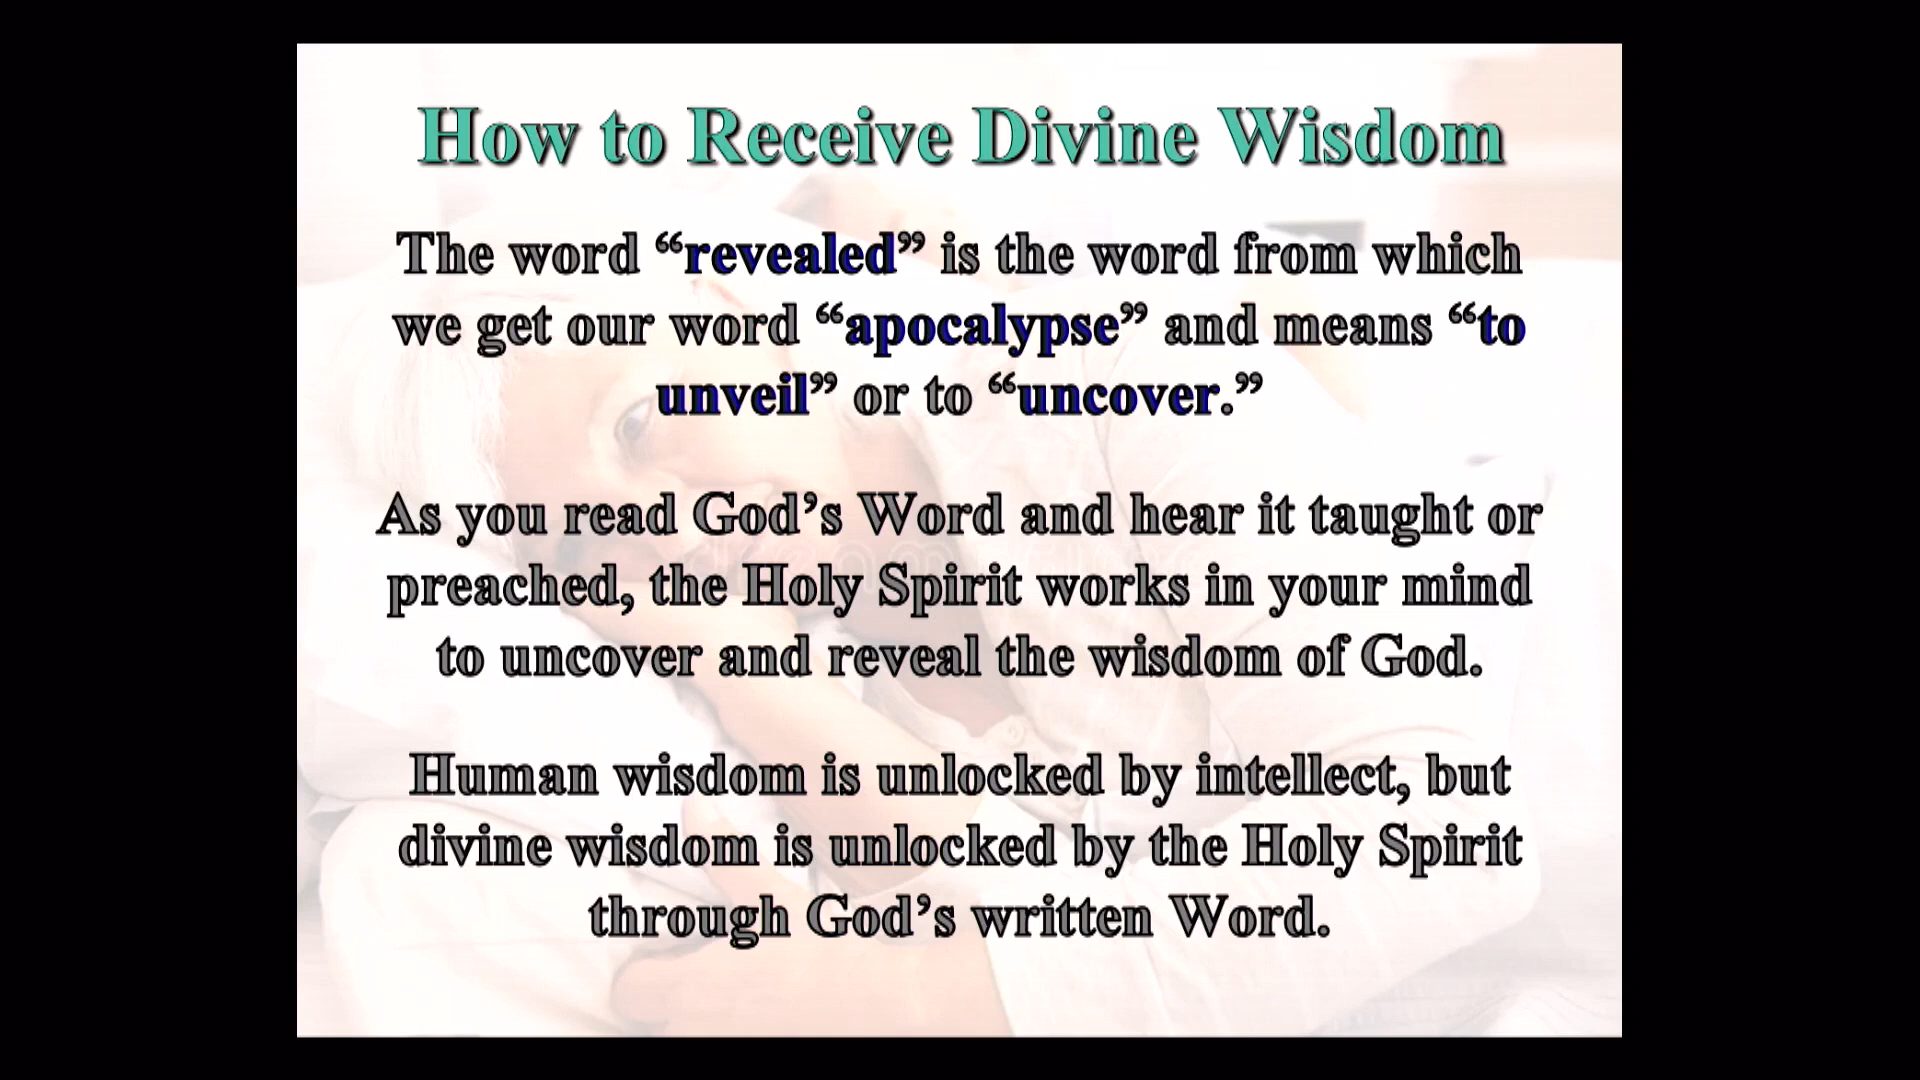 How to Receive Divine Wisdom
The word “revealed” is the word from which
we get our word “apocalypse” and means “to
unveil” or to “uncover.”
As you read God’s Word and hear it taught or
preached, the Holy Spirit works in your mind
to uncover and reveal the wisdom of God.
Human wisdom is unlocked by intellect, but
divine wisdom is unlocked by the Holy Spirit
through God’s written Word.